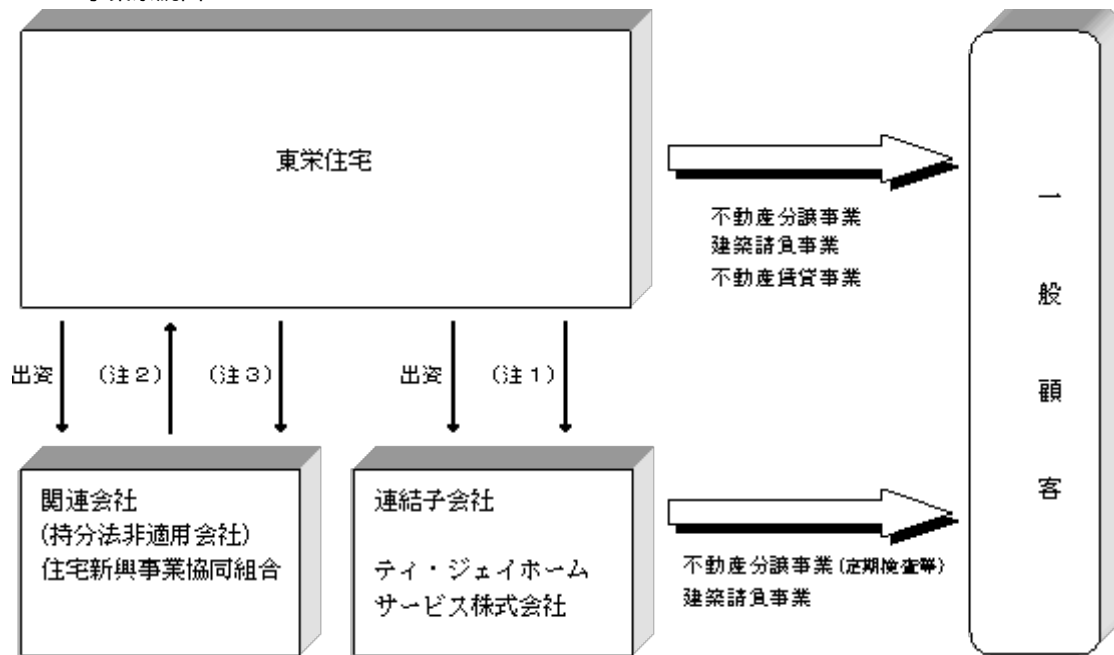 東栄住宅
不動産分譲事業
建築請負事業
不動産賃貸事業
一般顧客
出資
(注2)
(注3)
出資
(注1)
関連会社
(持分法非適用会社)
住宅新興事業協同組合
連結子会社
ティ・ジェイホーム
サービス株式会社
不動産分譲事業(定期検査等)
建築請負事業